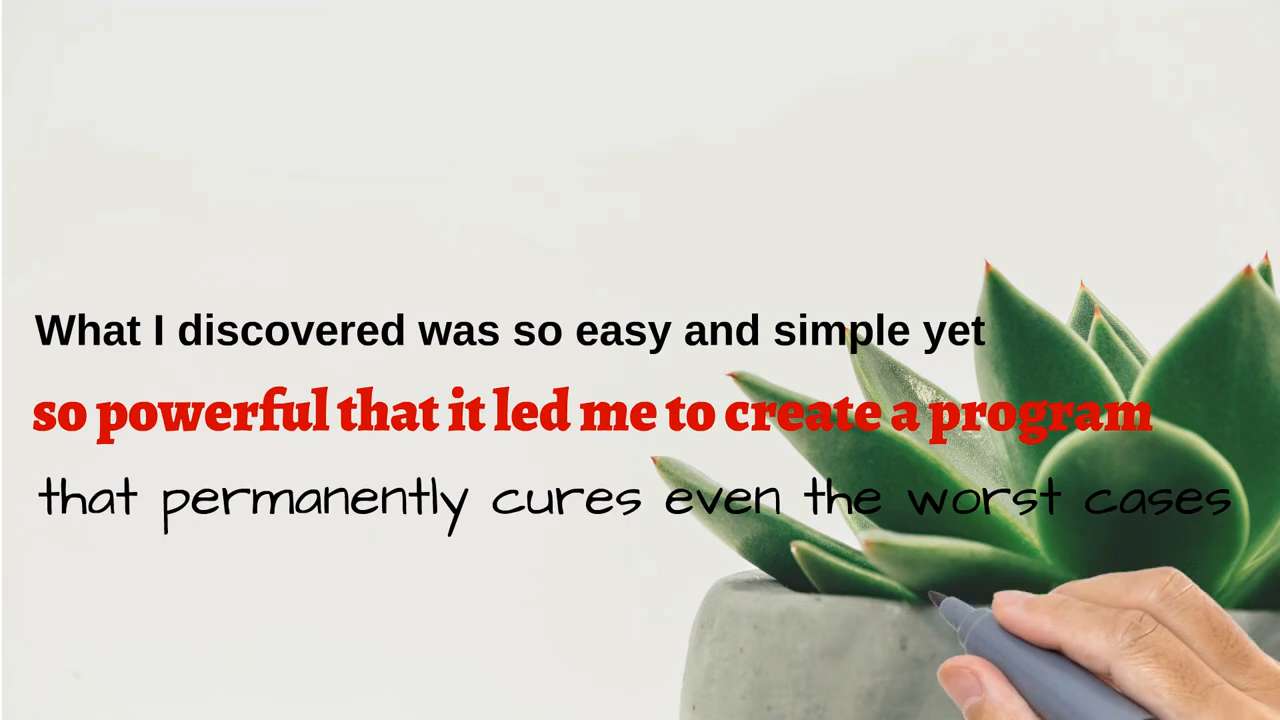 What I discovered was so easy and simple yet
so powerful that it led me to create a program
that permanently cures even the worst cases